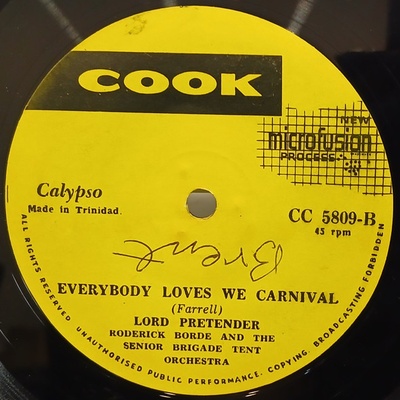 COOK
NEW
microfusion
PROCESS
Calypso
Made in Trinidad.
CC 5809-B
45 rpm
Brent
EVERYBODY LOVES WE CARNIVAL
(Farrell)
LORD PRETENDER
RODERICK BORDE AND THE
SENIOR BRIGADE TENT
ORCHESTRA
ALL RIGHTS RESERVED UNAUTHORISED PUBLIC PERFORMANCE, COPYING, BROADCASTING FORBIDDEN